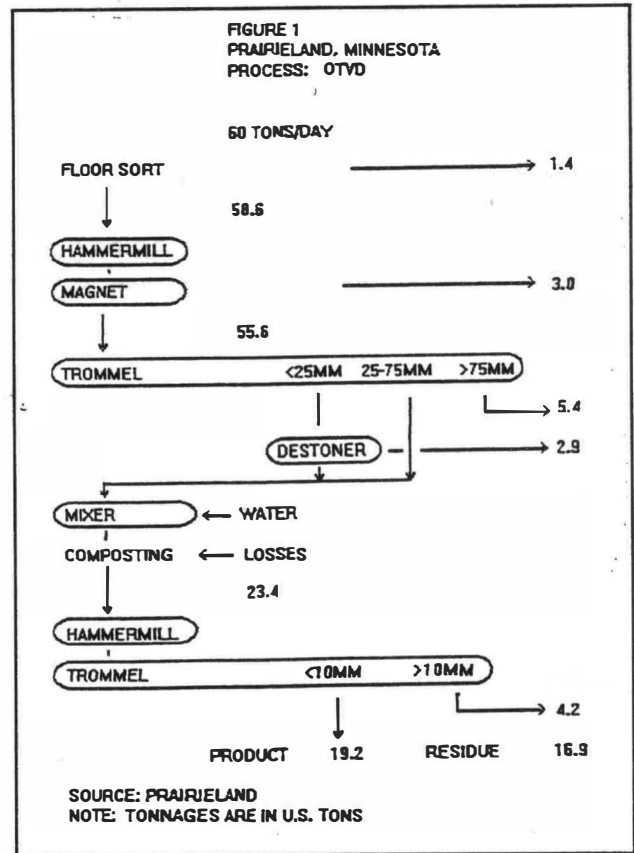 FIGURE 1
PRAIRIELAND, MINNESOTA
PROCESS: OTVD
60 TONS/DAY
FLOOR SORT
1.4
58.6
HAMMERMILL
MAGNET
3.0
55.6
TROMMEL <25MM 25-75MM >75MM
5.4
DESTONER
2.9
MIXER
WATER
COMPOSTING
LOSSES
23.4
HAMMERMILL
TROMMEL <10MM >10MM
4.2
PRODUCT 19.2 RESIDUE 16.9
SOURCE: PRAIRIELAND
NOTE: TONNAGES ARE IN U.S. TONS